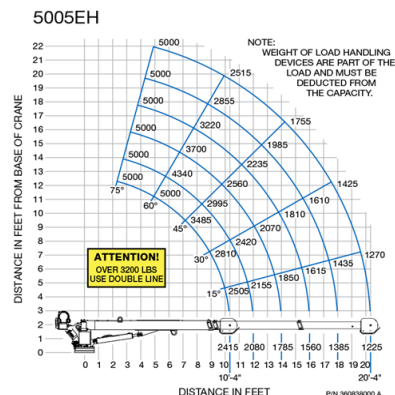 5005EH
NOTE:
WEIGHT OF LOAD HANDLING
DEVICES ARE PART OF THE
LOAD AND MUST BE
DEDUCTED FROM
THE CAPACITY.
DISTANCE IN FEET FROM BASE OF CRANE
22
21
20
19
18
17
16
15
14
13
12
11
10
9
8
7
6
5
4
3
2
1
0
5000 2515 1755 1425 1270
5000 2855 1985 1610 1435
5000 3220 2235 1810 1615
5000 3700 2560 2070 1850
5000 4340 2995 2420 2155
5000 3485 2810 2505
75° 60° 45° 30° 15°
ATTENTION!
OVER 3200 LBS
USE DOUBLE LINE
2415 2080 1785 1560 1385 1225
0 1 2 3 4 5 6 7 8 9 10 11 12 13 14 15 16 17 18 19 20
10'-4" 20'-4"
DISTANCE IN FEET
P/N 360838000 A